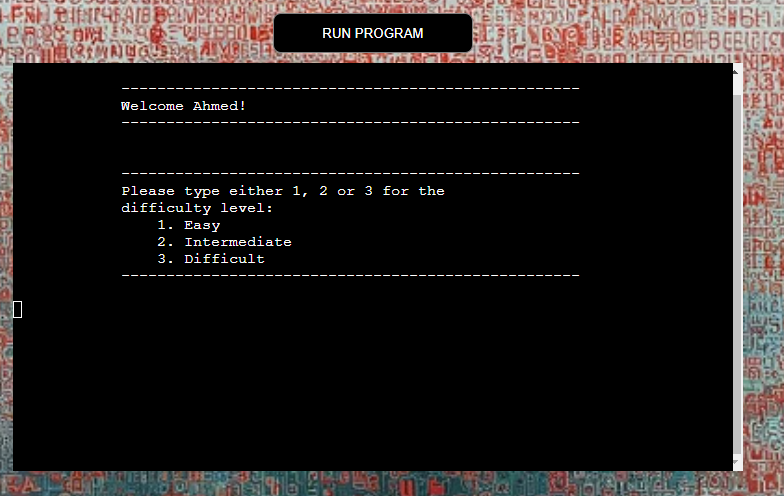 RUN PROGRAM
---------------------------------------------------
Welcome Ahmed!
---------------------------------------------------
---------------------------------------------------
Please type either 1, 2 or 3 for the
difficulty level:
1. Easy
2. Intermediate
3. Difficult
---------------------------------------------------